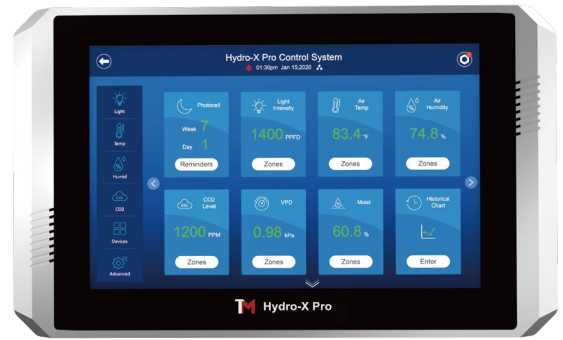 Hydro-X Pro Control System
01:30pm Jan 15,2020
Light
Temp
Humid
CO2
Devices
Advanced
Photocell
Week 7
Day 1
Reminders
Light
Intensity
1400 PPFD
Zones
Air
Temp
83.4 °F
Zones
Air
Humidity
74.8 %
Zones
CO2
Level
1200 PPM
Zones
VPD
0.98 kPa
Zones
Moist
60.8 %
Zones
Historical
Chart
Enter
TM Hydro-X Pro